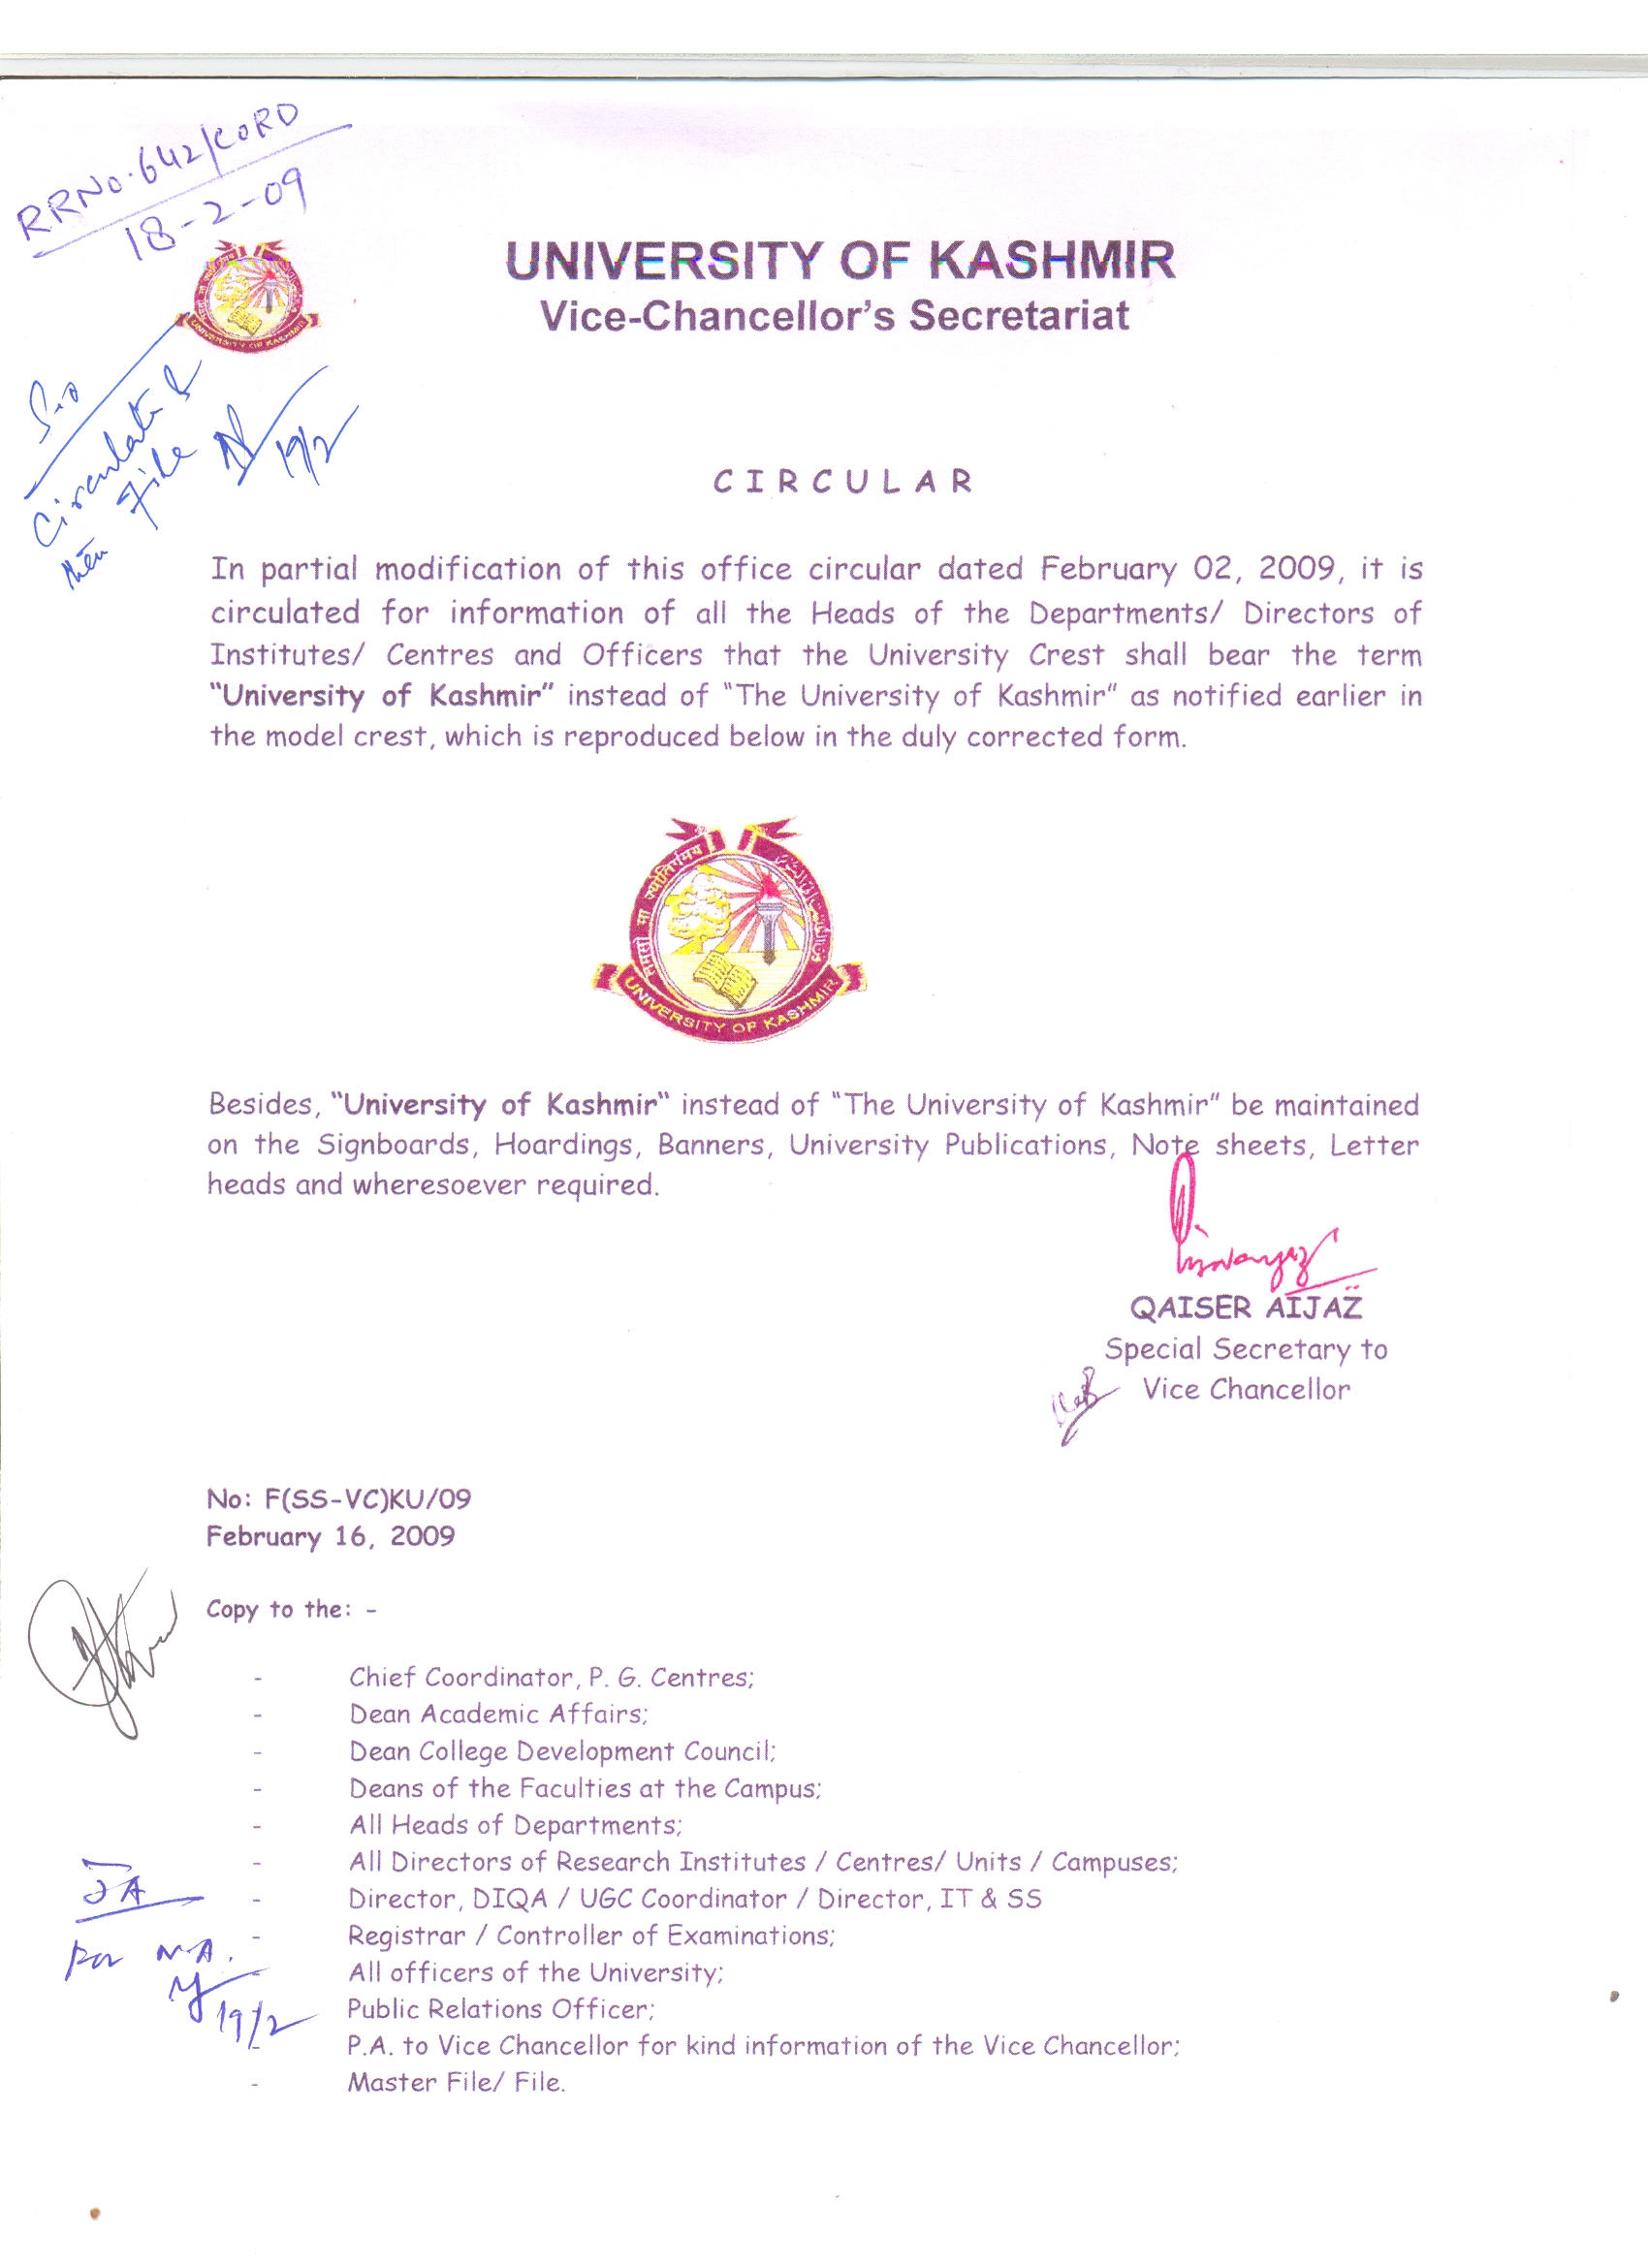 RRNo. 642/CORD
18-2-09
UNIVERSITY OF KASHMIR
UNIVERSITY OF KASHMIR
Vice-Chancellor's Secretariat
Circulate &
then File
19/2
CIRCULAR
In partial modification of this office circular dated February 02, 2009, it is
circulated for information of all the Heads of the Departments/ Directors of
Institutes/ Centres and Officers that the University Crest shall bear the term
"University of Kashmir" instead of "The University of Kashmir" as notified earlier in
the model crest, which is reproduced below in the duly corrected form.
तमसो मा ज्योतिर्गमय
UNIVERSITY OF KASHMIR
Besides, "University of Kashmir" instead of "The University of Kashmir" be maintained
on the Signboards, Hoardings, Banners, University Publications, Note sheets, Letter
heads and wheresoever required.
QAISER AIJAZ
Special Secretary to
Vice Chancellor
No: F(SS-VC)KU/09
February 16, 2009
Copy to the: -
- Chief Coordinator, P. G. Centres;
- Dean Academic Affairs;
- Dean College Development Council;
- Deans of the Faculties at the Campus;
- All Heads of Departments;
- All Directors of Research Institutes / Centres/ Units / Campuses;
- Director, DIQA / UGC Coordinator / Director, IT & SS
- Registrar / Controller of Examinations;
- All officers of the University;
- Public Relations Officer;
- P.A. to Vice Chancellor for kind information of the Vice Chancellor;
- Master File/ File.
JA
for N.A.
19/2